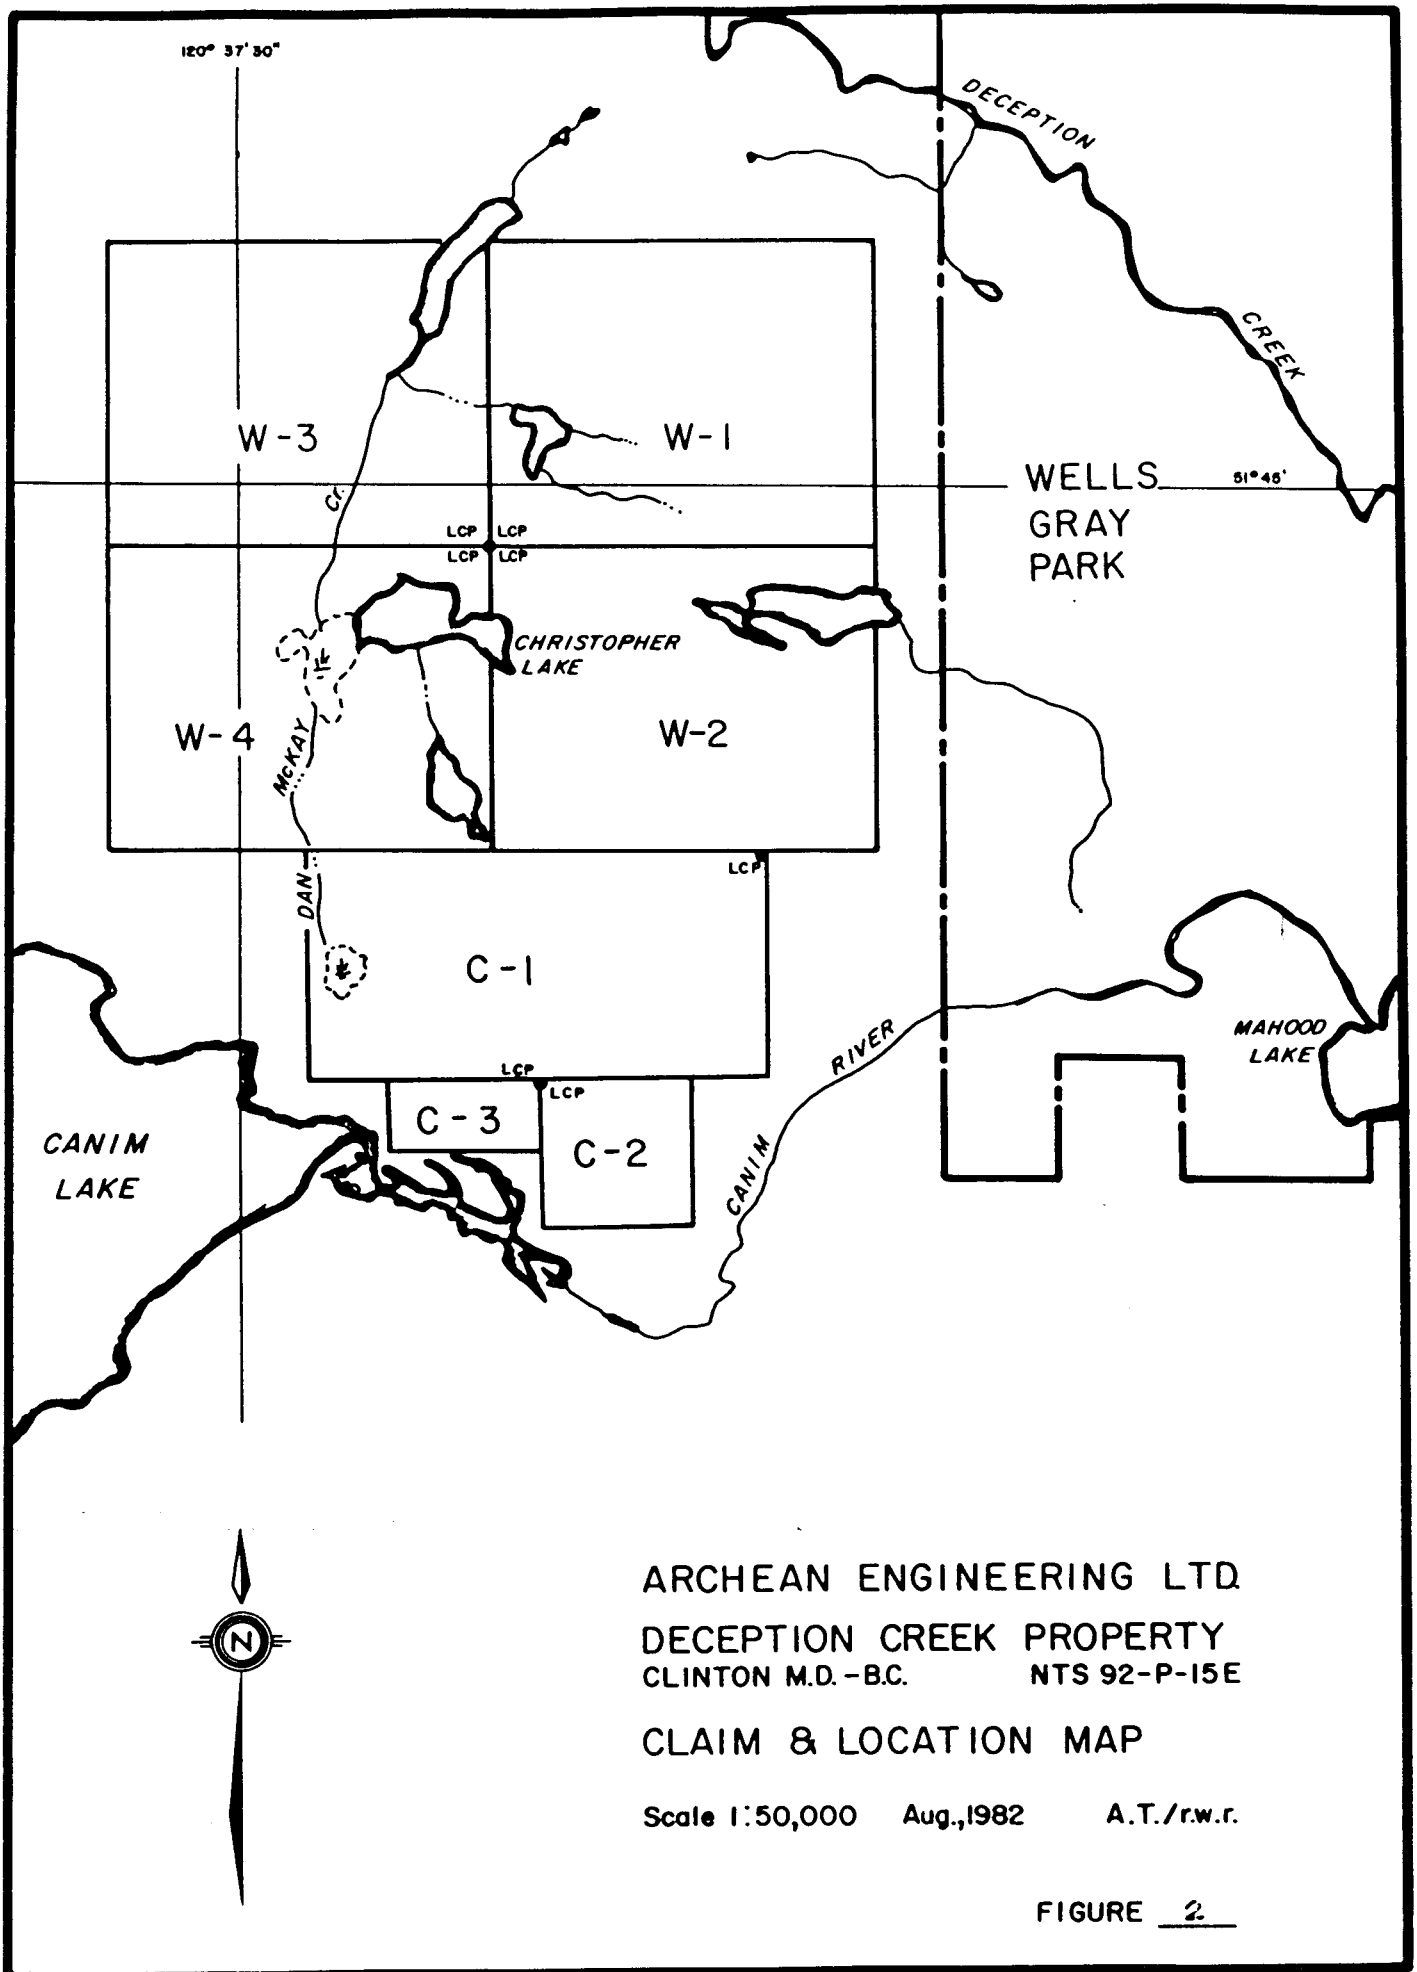 120° 37' 30"
DECEPTION
CREEK
W-3
W-1
Cr.
WELLS
GRAY
PARK
51° 45'
LCP LCP
LCP LCP
CHRISTOPHER
LAKE
W-4
W-2
McKAY
DAN
LCP
C-1
RIVER
CANIM
MAHOOD
LAKE
LCP
LCP
C-3
C-2
CANIM
LAKE
N
ARCHEAN ENGINEERING LTD.
DECEPTION CREEK PROPERTY
CLINTON M.D. - B.C. NTS 92-P-15E
CLAIM & LOCATION MAP
Scale 1:50,000 Aug.,1982 A.T./r.w.r.
FIGURE 2